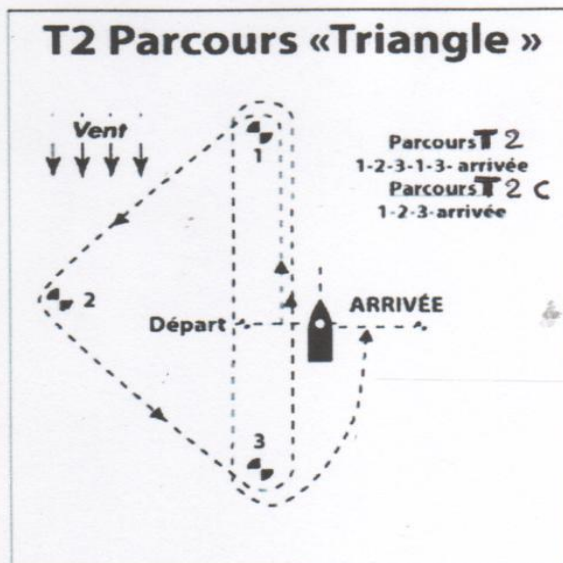 T2 Parcours «Triangle »
Vent
1
Parcours T 2
1-2-3-1-3- arrivée
Parcours T 2 C
1-2-3-arrivée
2
Départ
ARRIVÉE
3